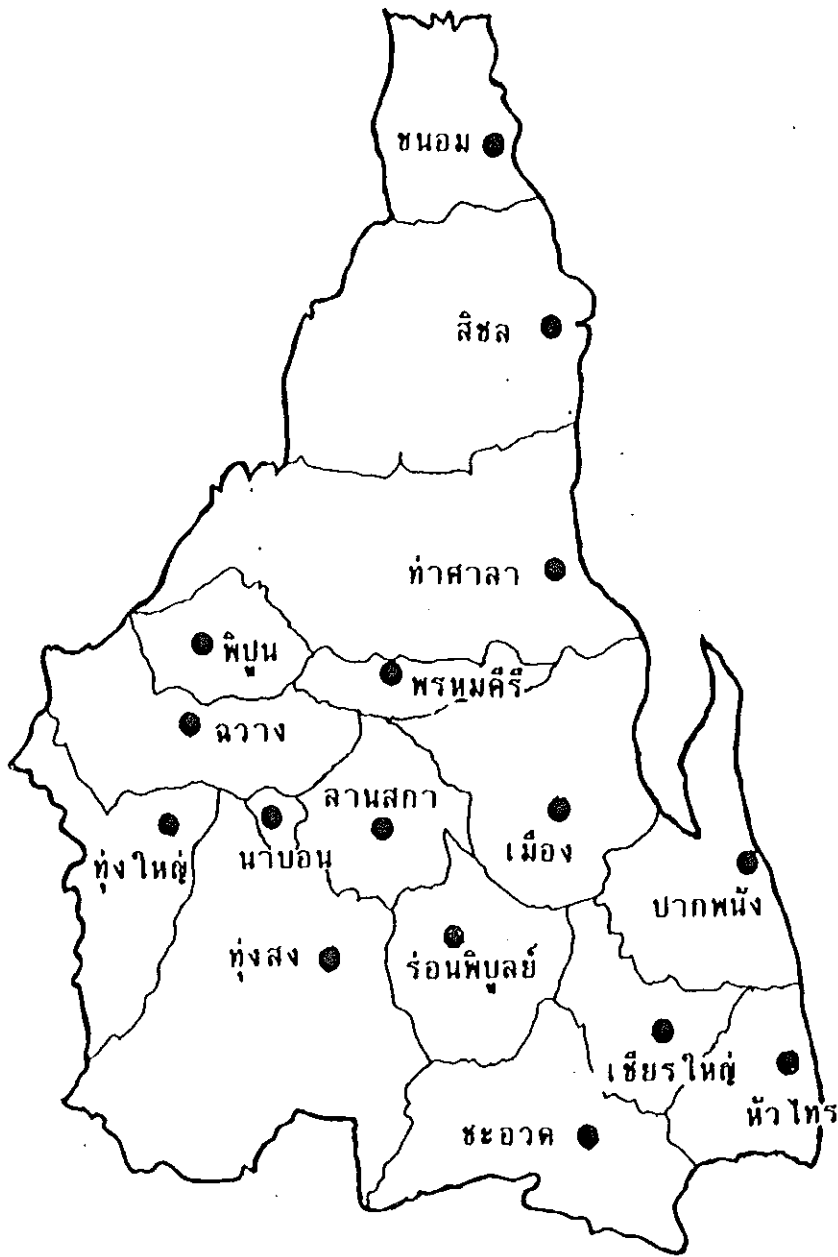 ขนอม
สิชล
ท่าศาลา
พิปูน
พรหมคีรี
ฉวาง
ลานสกา
เมือง
นาบอน
ทุ่งใหญ่
ปากพนัง
ทุ่งสง
ร่อนพิบูลย์
เชียรใหญ่
หัวไทร
ชะอวด